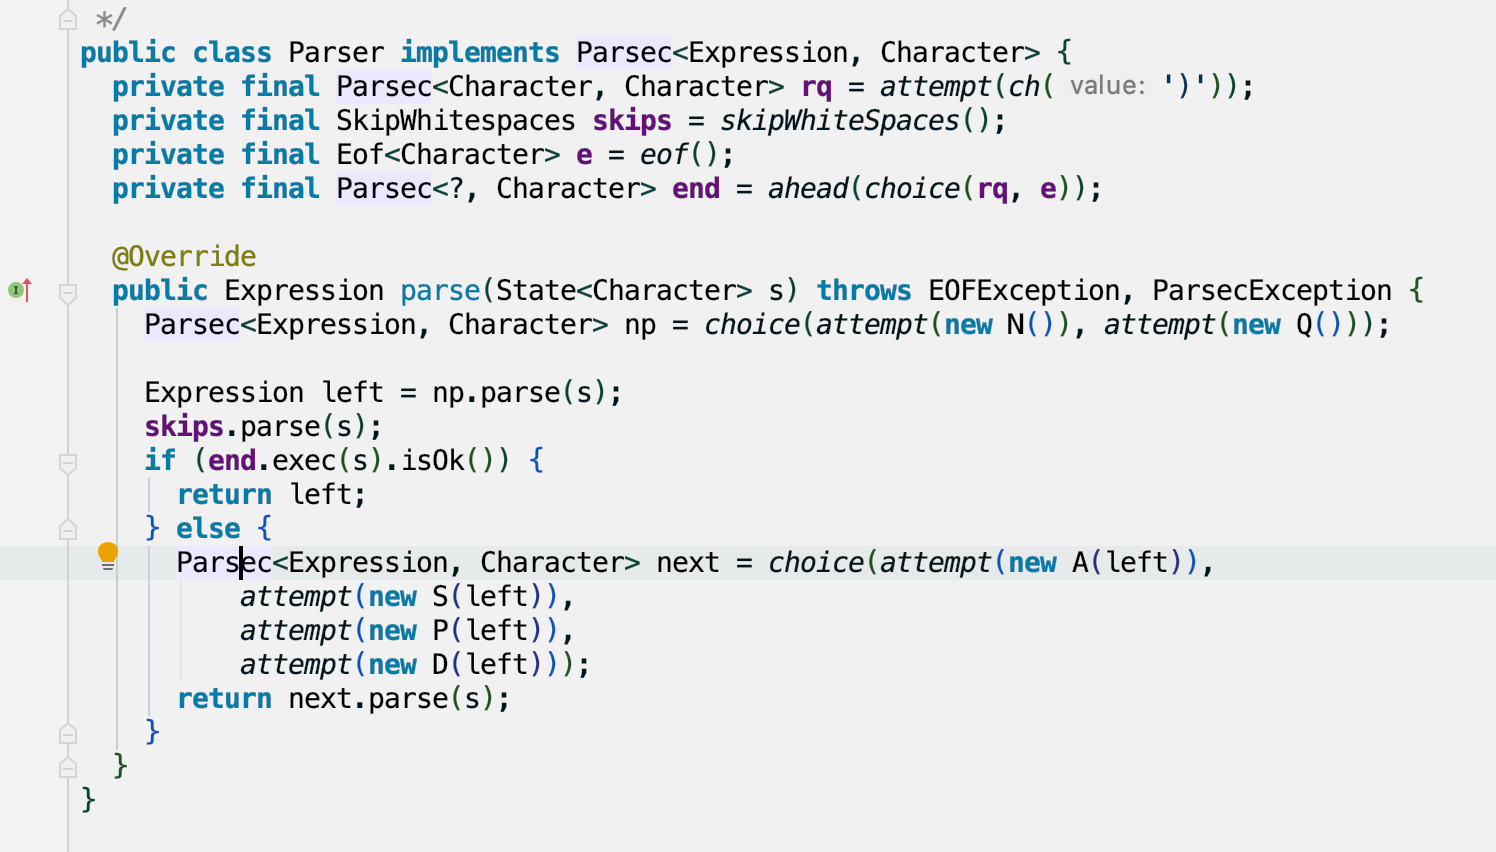 */
public class Parser implements Parsec<Expression, Character> {
private final Parsec<Character, Character> rq = attempt(ch( value: ')'));
private final SkipWhitespaces skips = skipWhiteSpaces();
private final Eof<Character> e = eof();
private final Parsec<?, Character> end = ahead(choice(rq, e));
@Override
public Expression parse(State<Character> s) throws EOFException, ParsecException {
Parsec<Expression, Character> np = choice(attempt(new N()), attempt(new Q()));
Expression left = np.parse(s);
skips.parse(s);
if (end.exec(s).isOk()) {
return left;
} else {
Parsec<Expression, Character> next = choice(attempt(new A(left)),
attempt(new S(left)),
attempt(new P(left)),
attempt(new D(left)));
return next.parse(s);
}
}
}